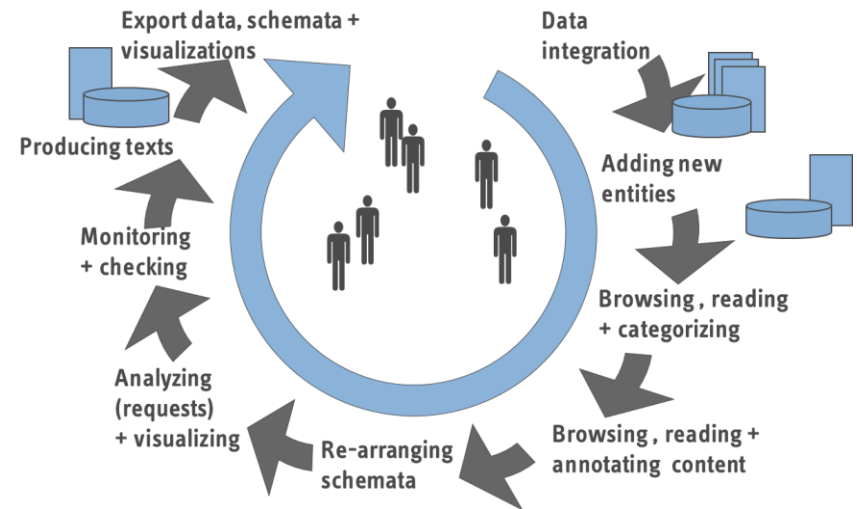 Data
integration
Adding new
entities
Browsing , reading
+ categorizing
Browsing , reading +
annotating content
Re-arranging
schemata
Analyzing
(requests)
+ visualizing
Monitoring
+ checking
Producing texts
Export data, schemata +
visualizations